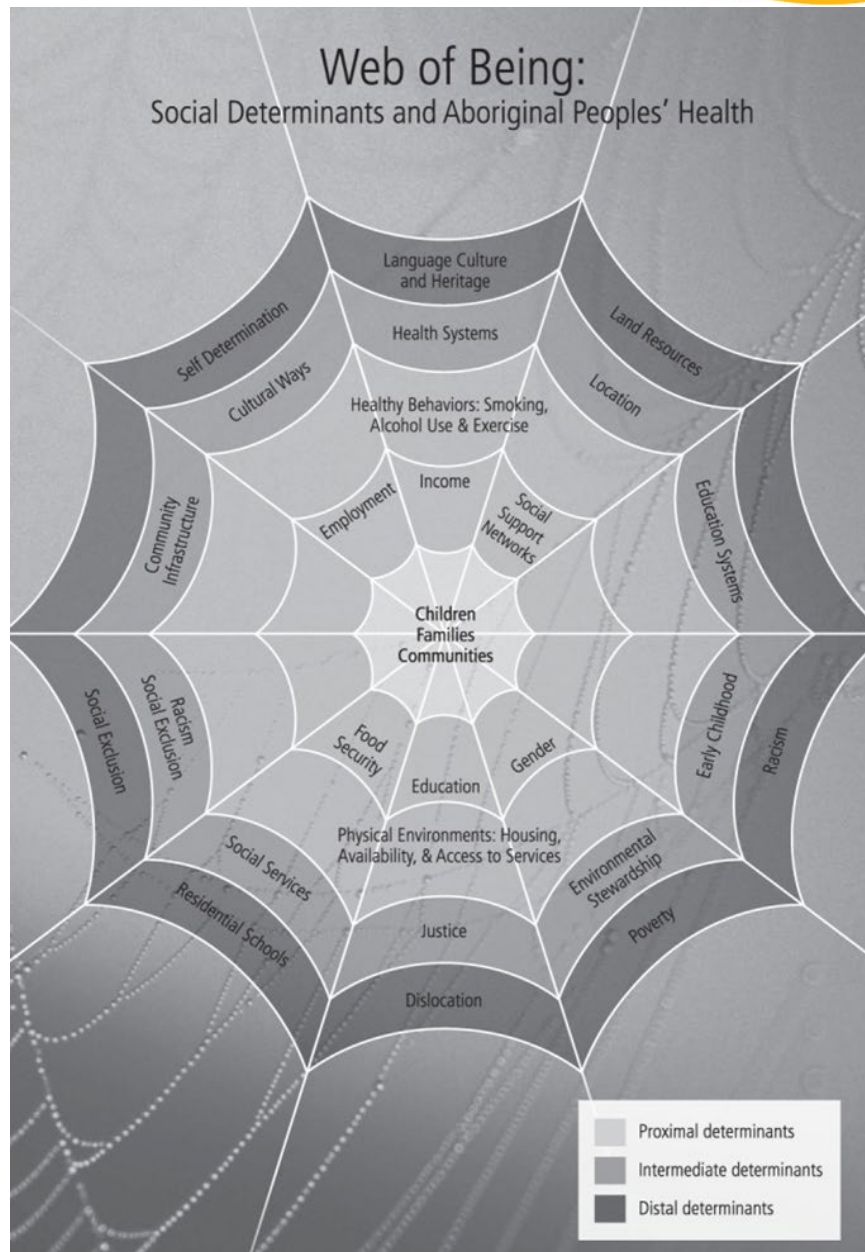 Web of Being:
Social Determinants and Aboriginal Peoples' Health
Language Culture
and Heritage
Self Determination
Land Resources
Health Systems
Cultural Ways
Location
Healthy Behaviors: Smoking,
Alcohol Use & Exercise
Income
Employment
Social
Support
Networks
Community
Infrastructure
Education Systems
Children
Families
Communities
Social Exclusion
Racism
Social Exclusion
Food
Security
Education
Gender
Early Childhood
Racism
Physical Environments: Housing,
Availability, & Access to Services
Social Services
Environmental
Stewardship
Residential Schools
Justice
Poverty
Dislocation
Proximal determinants
Intermediate determinants
Distal determinants